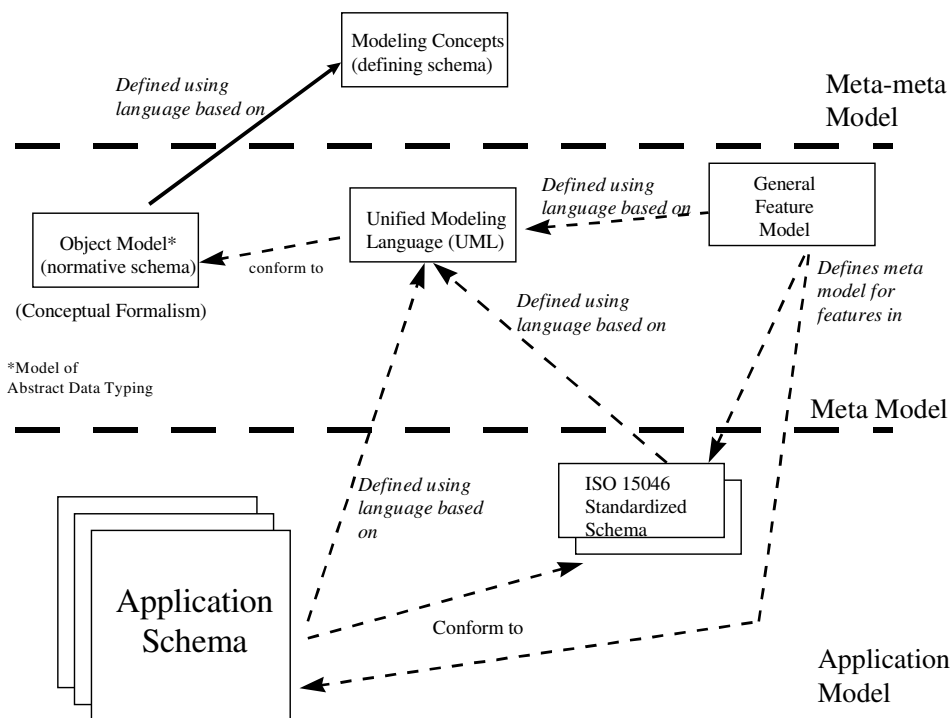 Modeling Concepts
(defining schema)
Defined using
language based on
Meta-meta
Model
Defined using
language based on
General
Feature
Model
Unified Modeling
Language (UML)
Object Model*
(normative schema)
conform to
(Conceptual Formalism)
Defines meta
model for
features in
Defined using
language based on
*Model of
Abstract Data Typing
Meta Model
ISO 15046
Standardized
Schema
Defined using
language based
on
Application
Schema
Conform to
Application
Model